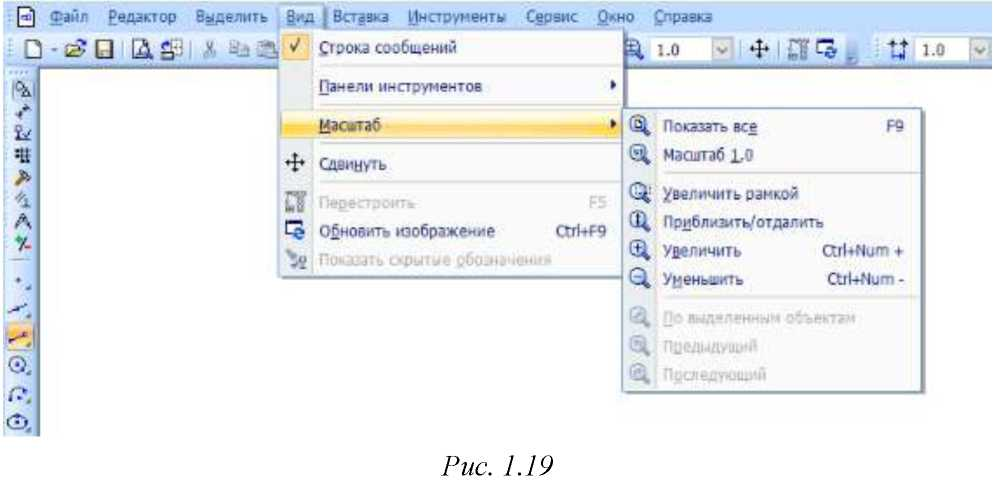 Файл Редактор Выделить Вид Вставка Инструменты Сервис Окно Справка
1.0 1.0
Строка сообщений
Панели инструментов
Масштаб
Сдвинуть
Перестроить F5
Обновить изображение Ctrl+F9
Показать скрытые обозначения
Показать все F9
Масштаб 1.0
Увеличить рамкой
Приблизить/отдалить
Увеличить Ctrl+Num +
Уменьшить Ctrl+Num -
По выделенным объектам
Предыдущий
Последующий
Рис. 1.19